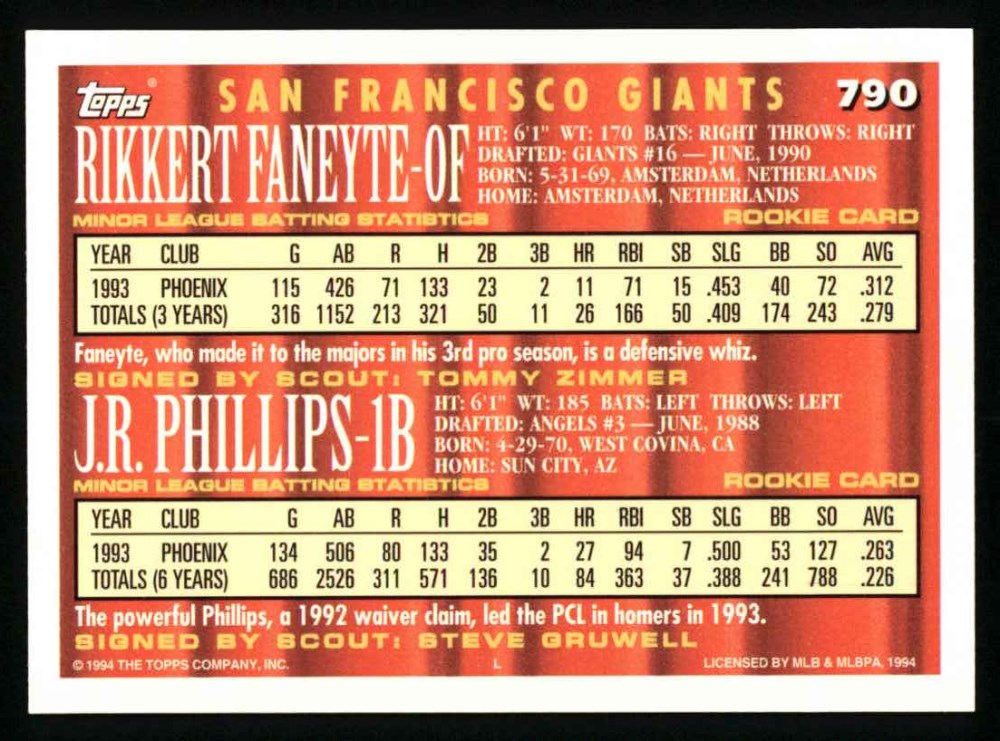 topps® SAN FRANCISCO GIANTS 790
RIKKERT FANEYTE-OF
HT: 6'1" WT: 170 BATS: RIGHT THROWS: RIGHT
DRAFTED: GIANTS #16 — JUNE, 1990
BORN: 5-31-69, AMSTERDAM, NETHERLANDS
HOME: AMSTERDAM, NETHERLANDS
MINOR LEAGUE BATTING STATISTICS ROOKIE CARD
YEAR CLUB G AB R H 2B 3B HR RBI SB SLG BB SO AVG
1993 PHOENIX 115 426 71 133 23 2 11 71 15 .453 40 72 .312
TOTALS (3 YEARS) 316 1152 213 321 50 11 26 166 50 .409 174 243 .279
Faneyte, who made it to the majors in his 3rd pro season, is a defensive whiz.
SIGNED BY SCOUT: TOMMY ZIMMER
J.R. PHILLIPS-1B
HT: 6'1" WT: 185 BATS: LEFT THROWS: LEFT
DRAFTED: ANGELS #3 — JUNE, 1988
BORN: 4-29-70, WEST COVINA, CA
HOME: SUN CITY, AZ
MINOR LEAGUE BATTING STATISTICS ROOKIE CARD
YEAR CLUB G AB R H 2B 3B HR RBI SB SLG BB SO AVG
1993 PHOENIX 134 506 80 133 35 2 27 94 7 .500 53 127 .263
TOTALS (6 YEARS) 686 2526 311 571 136 10 84 363 37 .388 241 788 .226
The powerful Phillips, a 1992 waiver claim, led the PCL in homers in 1993.
SIGNED BY SCOUT: STEVE GRUWELL
© 1994 THE TOPPS COMPANY, INC. L LICENSED BY MLB & MLBPA, 1994